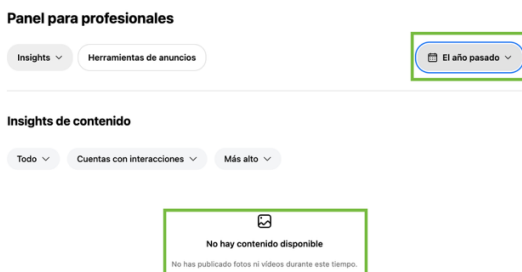 Panel para profesionales
Insights
Herramientas de anuncios
El año pasado
Insights de contenido
Todo
Cuentas con interacciones
Más alto
No hay contenido disponible
No has publicado fotos ni vídeos durante este tiempo.